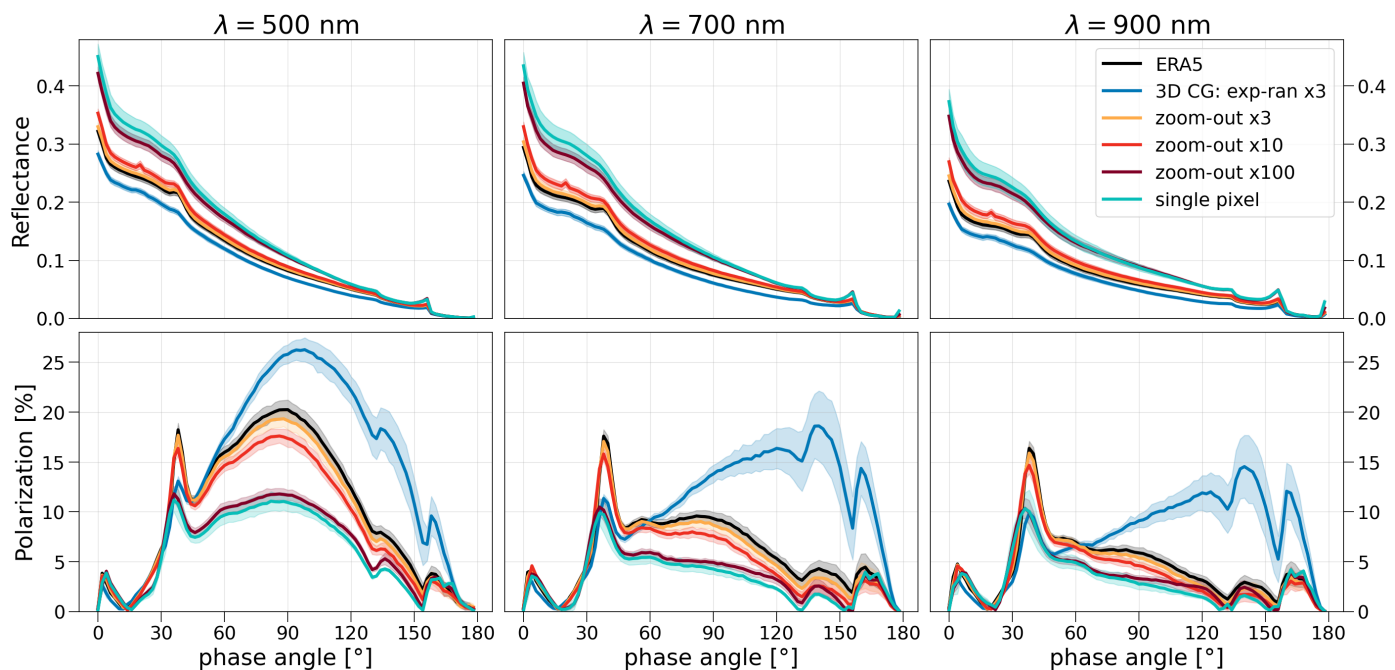 λ = 500 nm
λ = 700 nm
λ = 900 nm
Reflectance
0.4
0.3
0.2
0.1
0.0
ERA5
3D CG: exp-ran x3
zoom-out x3
zoom-out x10
zoom-out x100
single pixel
0.4
0.3
0.2
0.1
0.0
Polarization [%]
25
20
15
10
5
0
25
20
15
10
5
0
0 30 60 90 120 150 180
0 30 60 90 120 150 180
0 30 60 90 120 150 180
phase angle [°]
phase angle [°]
phase angle [°]